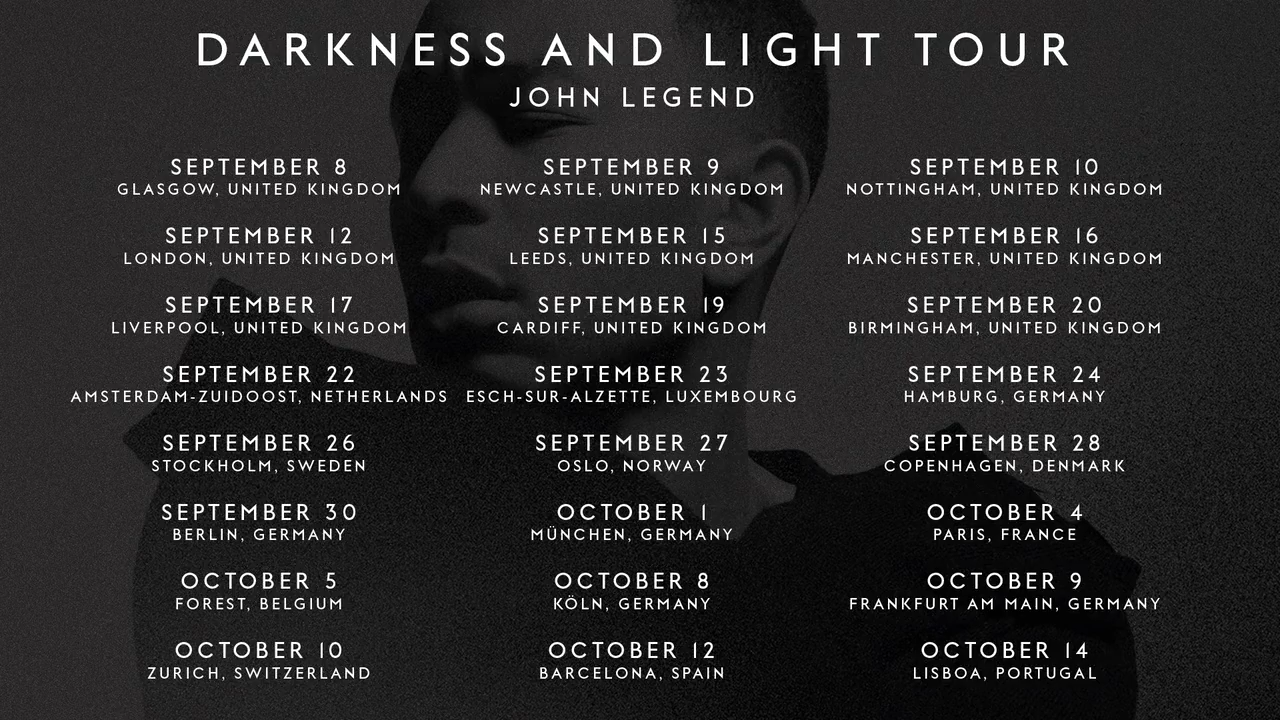 DARKNESS AND LIGHT TOUR
JOHN LEGEND
SEPTEMBER 8
GLASGOW, UNITED KINGDOM
SEPTEMBER 9
NEWCASTLE, UNITED KINGDOM
SEPTEMBER 10
NOTTINGHAM, UNITED KINGDOM
SEPTEMBER 12
LONDON, UNITED KINGDOM
SEPTEMBER 15
LEEDS, UNITED KINGDOM
SEPTEMBER 16
MANCHESTER, UNITED KINGDOM
SEPTEMBER 17
LIVERPOOL, UNITED KINGDOM
SEPTEMBER 19
CARDIFF, UNITED KINGDOM
SEPTEMBER 20
BIRMINGHAM, UNITED KINGDOM
SEPTEMBER 22
AMSTERDAM-ZUIDOOST, NETHERLANDS
SEPTEMBER 23
ESCH-SUR-ALZETTE, LUXEMBOURG
SEPTEMBER 24
HAMBURG, GERMANY
SEPTEMBER 26
STOCKHOLM, SWEDEN
SEPTEMBER 27
OSLO, NORWAY
SEPTEMBER 28
COPENHAGEN, DENMARK
SEPTEMBER 30
BERLIN, GERMANY
OCTOBER 1
MÜNCHEN, GERMANY
OCTOBER 4
PARIS, FRANCE
OCTOBER 5
FOREST, BELGIUM
OCTOBER 8
KÖLN, GERMANY
OCTOBER 9
FRANKFURT AM MAIN, GERMANY
OCTOBER 10
ZURICH, SWITZERLAND
OCTOBER 12
BARCELONA, SPAIN
OCTOBER 14
LISBOA, PORTUGAL